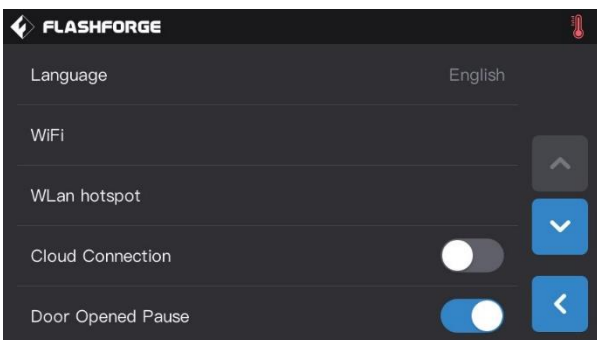 FLASHFORGE
Language English
WiFi
WLan hotspot
Cloud Connection
Door Opened Pause